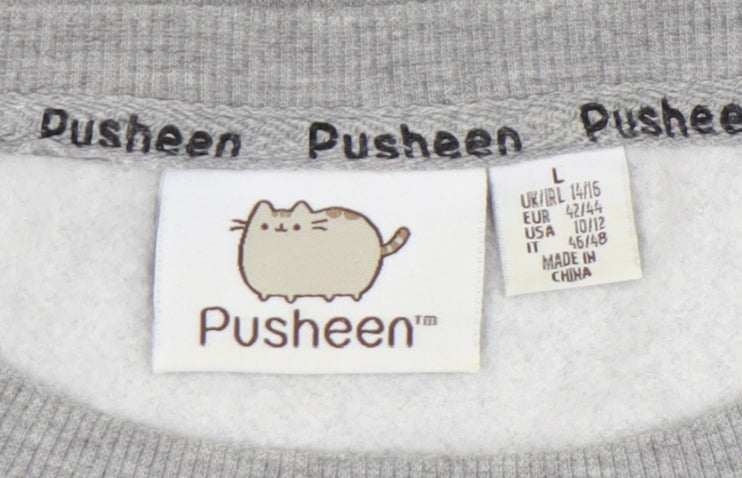 Pusheen Pusheen Pushee
Pusheen™
L
UK/IRL 14/16
EUR 42/44
USA 10/12
IT 46/48
MADE IN
CHINA